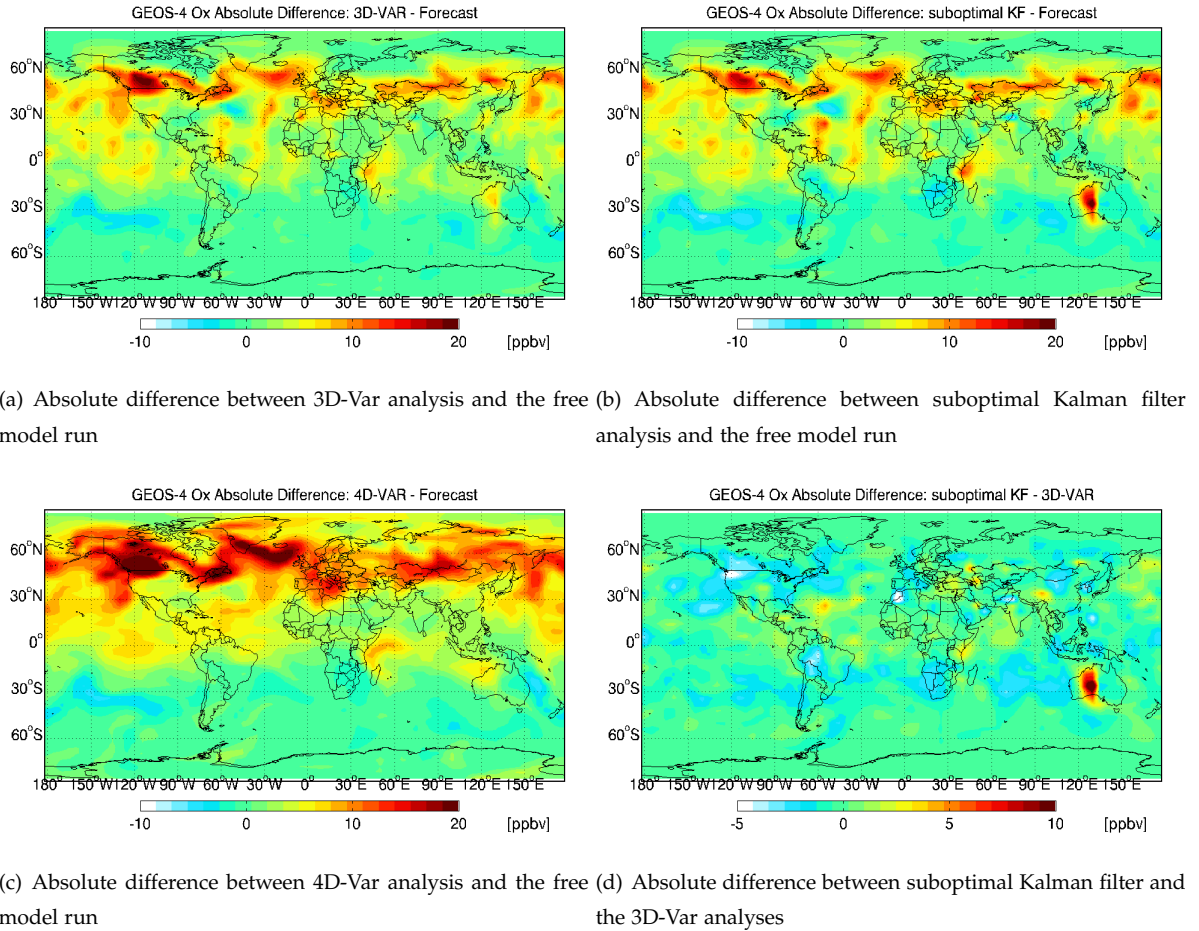 GEOS-4 Ox Absolute Difference: 3D-VAR - Forecast
60°N
30°N
0°
30°S
60°S
180°W 150°W 120°W 90°W 60°W 30°W 0° 30°E 60°E 90°E 120°E 150°E
-10 0 10 20 [ppbv]
(a) Absolute difference between 3D-Var analysis and the free
model run
GEOS-4 Ox Absolute Difference: suboptimal KF - Forecast
60°N
30°N
0°
30°S
60°S
180°W 150°W 120°W 90°W 60°W 30°W 0° 30°E 60°E 90°E 120°E 150°E
-10 0 10 20 [ppbv]
(b) Absolute difference between suboptimal Kalman filter
analysis and the free model run
GEOS-4 Ox Absolute Difference: 4D-VAR - Forecast
60°N
30°N
0°
30°S
60°S
180°W 150°W 120°W 90°W 60°W 30°W 0° 30°E 60°E 90°E 120°E 150°E
-10 0 10 20 [ppbv]
(c) Absolute difference between 4D-Var analysis and the free
model run
GEOS-4 Ox Absolute Difference: suboptimal KF - 3D-VAR
60°N
30°N
0°
30°S
60°S
180°W 150°W 120°W 90°W 60°W 30°W 0° 30°E 60°E 90°E 120°E 150°E
-5 0 5 10 [ppbv]
(d) Absolute difference between suboptimal Kalman filter and
the 3D-Var analyses